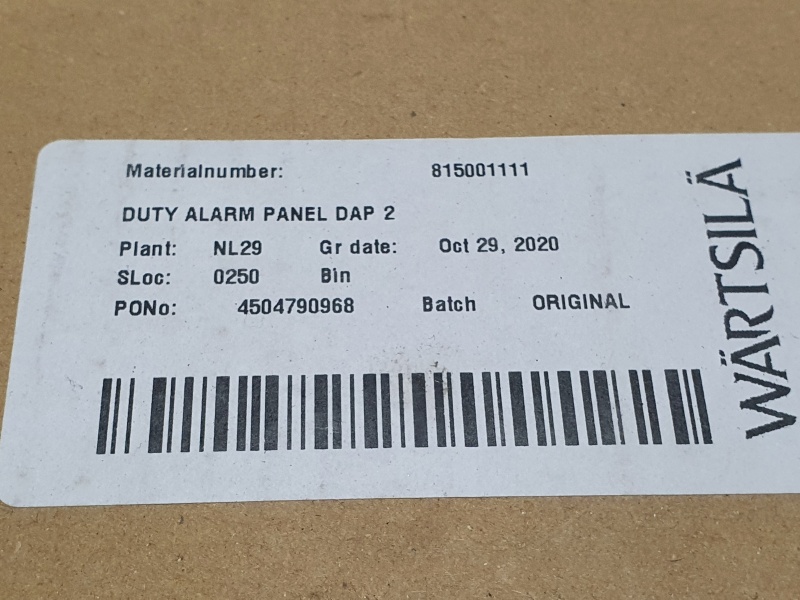 Materialnumber: 815001111
DUTY ALARM PANEL DAP 2
Plant: NL29 Gr date: Oct 29, 2020
SLoc: 0250 Bin
PONo: 4504790968 Batch ORIGINAL
WÄRTSILÄ